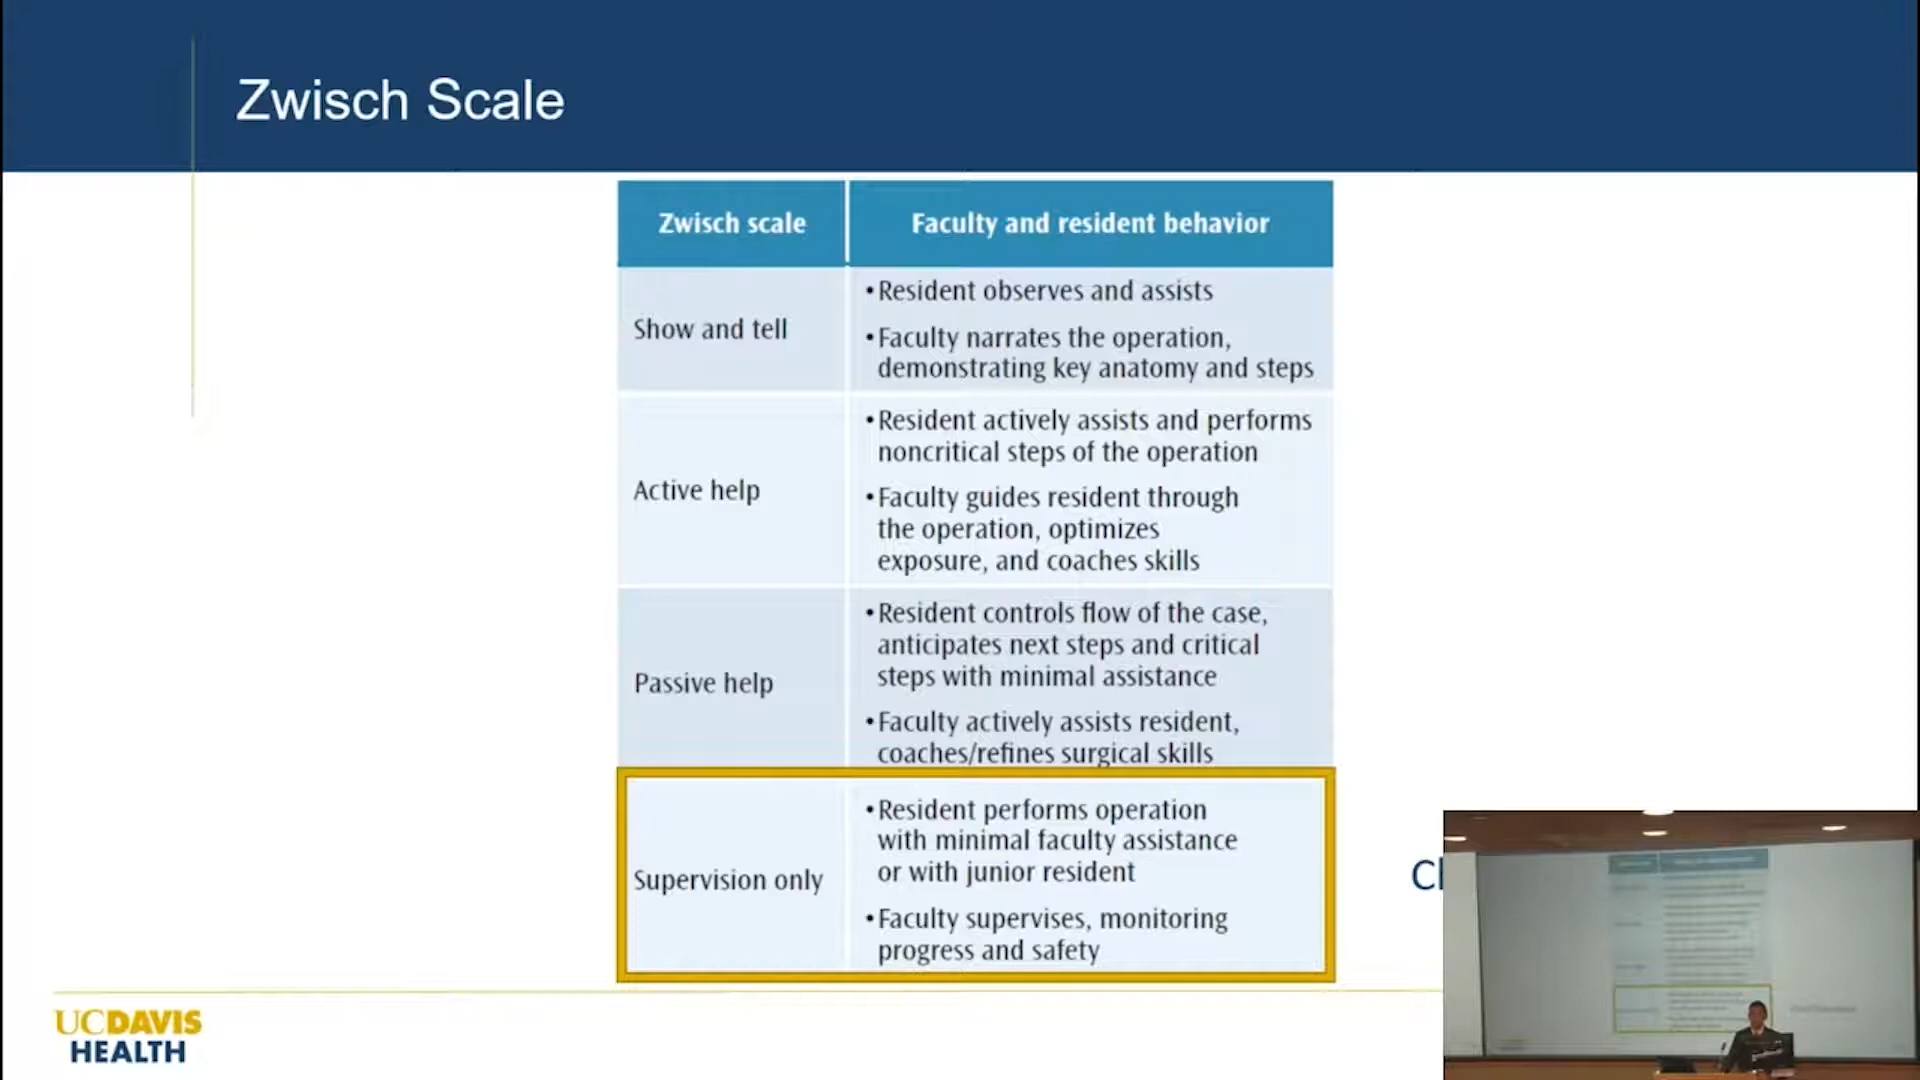 Zwisch Scale
Zwisch scale
Faculty and resident behavior
Show and tell
•Resident observes and assists
•Faculty narrates the operation,
demonstrating key anatomy and steps
Active help
•Resident actively assists and performs
noncritical steps of the operation
•Faculty guides resident through
the operation, optimizes
exposure, and coaches skills
Passive help
•Resident controls flow of the case,
anticipates next steps and critical
steps with minimal assistance
•Faculty actively assists resident,
coaches/refines surgical skills
Supervision only
•Resident performs operation
with minimal faculty assistance
or with junior resident
•Faculty supervises, monitoring
progress and safety
UCDAVIS
HEALTH